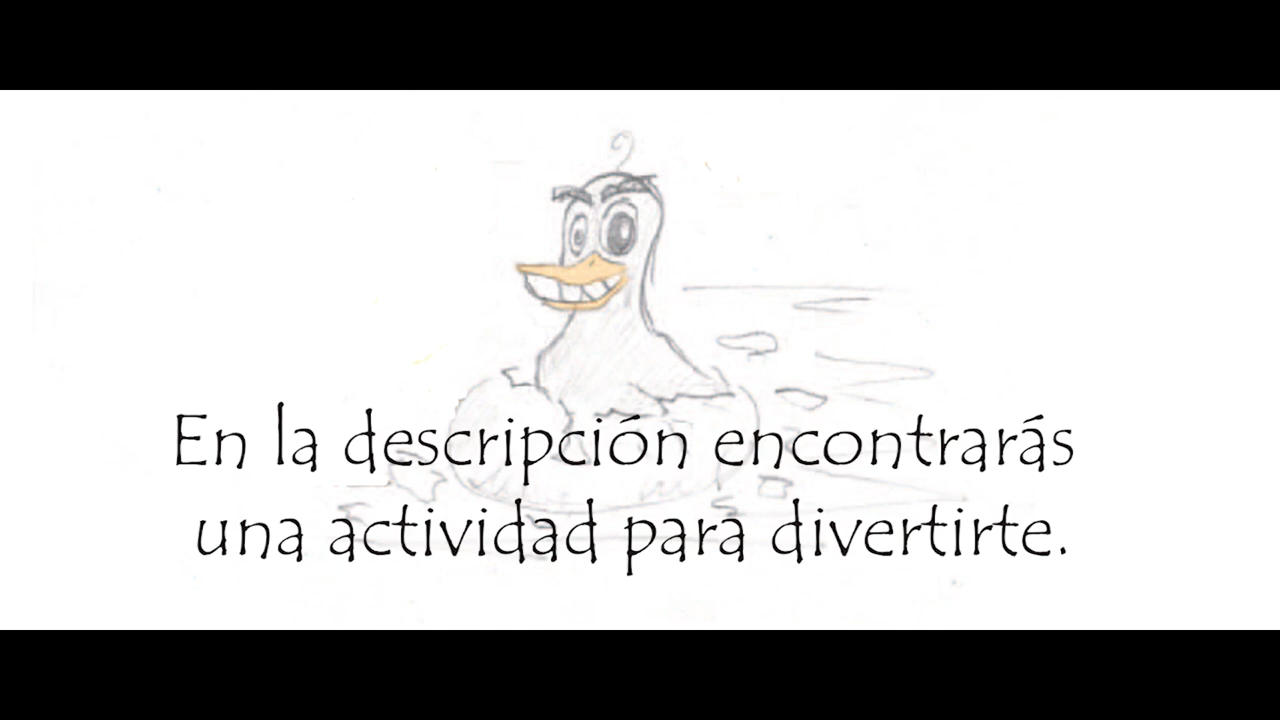 En la descripción encontrarás
una actividad para divertirte.